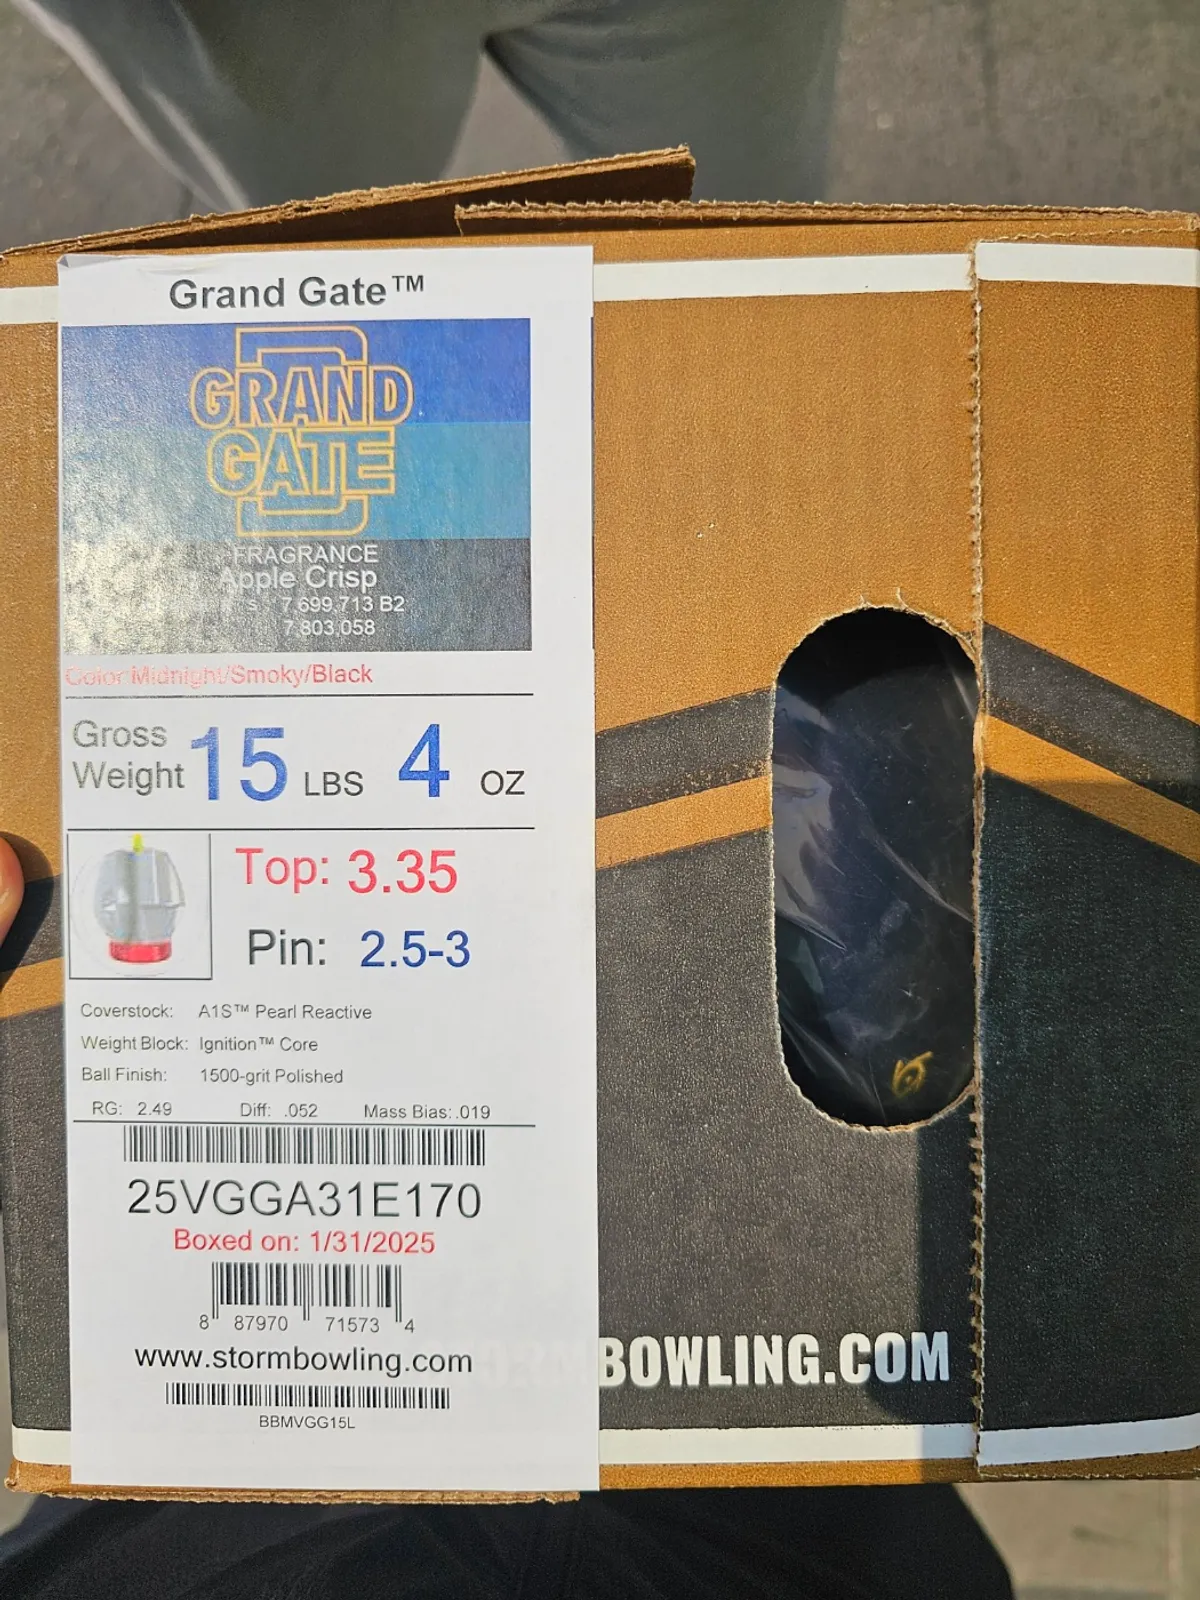 Grand Gate™
GRAND
GATE
FRAGRANCE
Apple Crisp
7,699,713 B2
7,803,058
Color:Midnight/Smoky/Black
Gross Weight 15 LBS 4 OZ
Top: 3.35
Pin: 2.5-3
Coverstock: A1S™ Pearl Reactive
Weight Block: Ignition™ Core
Ball Finish: 1500-grit Polished
RG: 2.49 Diff: .052 Mass Bias: .019
25VGGA31E170
Boxed on: 1/31/2025
8 87970 71573 4
www.stormbowling.com
BBMVGG15L
BOWLING.COM